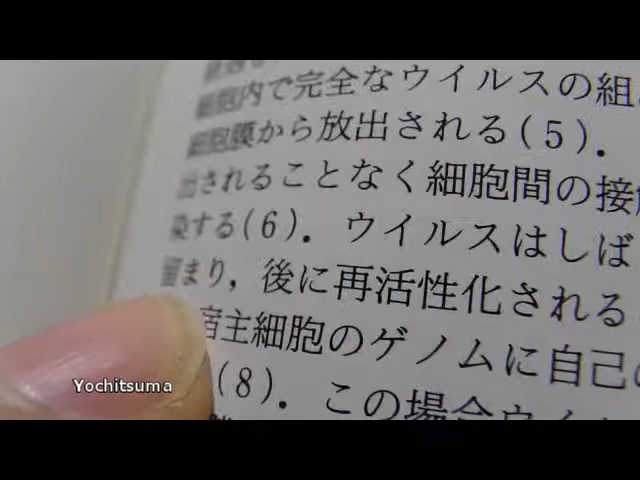 細胞内で完全なウイルスの組
細胞膜から放出される(5).
出されることなく細胞間の接触
染する(6). ウイルスはしば
留まり, 後に再活性化される
宿主細胞のゲノムに自己の
(8). この場合ウイ
Yochitsuma